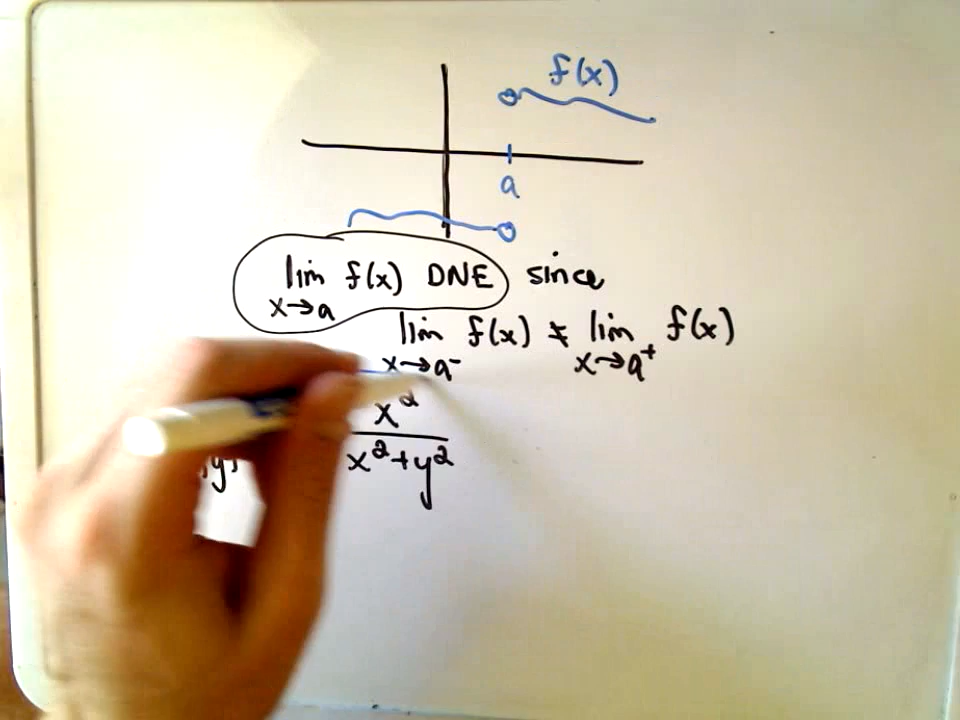 f(x)
a
lim f(x) DNE since
x→a
lim f(x) ≠ lim f(x)
x→a⁻ x→a⁺
x²
x²+y²